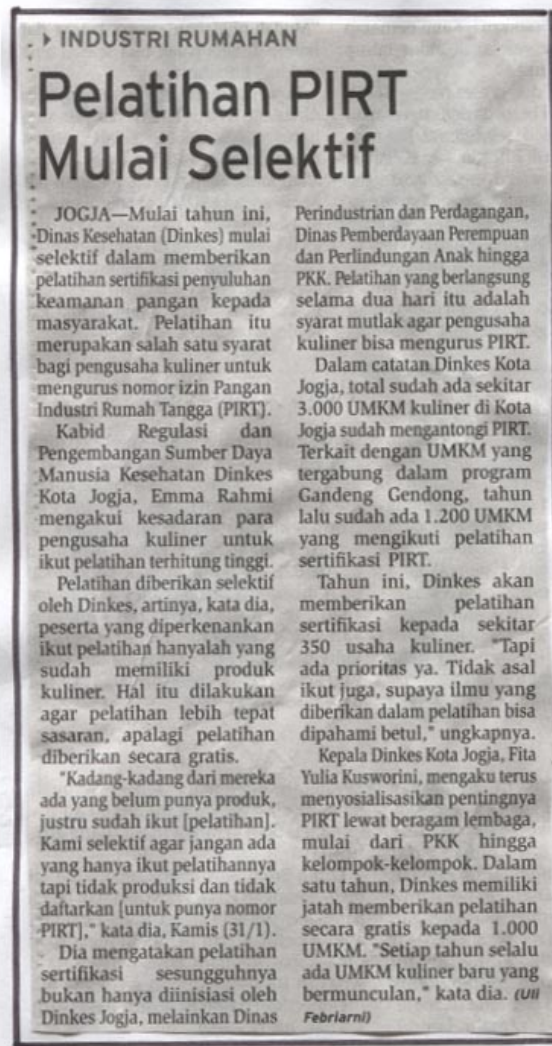 INDUSTRI RUMAHAN
Pelatihan PIRT
Mulai Selektif
JOGJA—Mulai tahun ini,
Dinas Kesehatan (Dinkes) mulai
selektif dalam memberikan
pelatihan sertifikasi penyuluhan
keamanan pangan kepada
masyarakat. Pelatihan itu
merupakan salah satu syarat
bagi pengusaha kuliner untuk
mengurus nomor izin Pangan
Industri Rumah Tangga (PIRT).
Kabid Regulasi dan
Pengembangan Sumber Daya
Manusia Kesehatan Dinkes
Kota Jogja, Emma Rahmi
mengakui kesadaran para
pengusaha kuliner untuk
ikut pelatihan terhitung tinggi.
Pelatihan diberikan selektif
oleh Dinkes, artinya, kata dia,
peserta yang diperkenankan
ikut pelatihan hanyalah yang
sudah memiliki produk
kuliner. Hal itu dilakukan
agar pelatihan lebih tepat
sasaran, apalagi pelatihan
diberikan secara gratis.
"Kadang-kadang dari mereka
ada yang belum punya produk,
justru sudah ikut [pelatihan].
Kami selektif agar jangan ada
yang hanya ikut pelatihannya
tapi tidak produksi dan tidak
daftarkan [untuk punya nomor
PIRT]," kata dia, Kamis (31/1).
Dia mengatakan pelatihan
sertifikasi sesungguhnya
bukan hanya diinisiasi oleh
Dinkes Jogja, melainkan Dinas
Perindustrian dan Perdagangan,
Dinas Pemberdayaan Perempuan
dan Perlindungan Anak hingga
PKK. Pelatihan yang berlangsung
selama dua hari itu adalah
syarat mutlak agar pengusaha
kuliner bisa mengurus PIRT.
Dalam catatan Dinkes Kota
Jogja, total sudah ada sekitar
3.000 UMKM kuliner di Kota
Jogja sudah mengantongi PIRT.
Terkait dengan UMKM yang
tergabung dalam program
Gandeng Gendong, tahun
lalu sudah ada 1.200 UMKM
yang mengikuti pelatihan
sertifikasi PIRT.
Tahun ini, Dinkes akan
memberikan pelatihan
sertifikasi kepada sekitar
350 usaha kuliner. "Tapi
ada prioritas ya. Tidak asal
ikut juga, supaya ilmu yang
diberikan dalam pelatihan bisa
dipahami betul," ungkapnya.
Kepala Dinkes Kota Jogja, Fita
Yulia Kusworini, mengaku terus
menyosialisasikan pentingnya
PIRT lewat beragam lembaga,
mulai dari PKK hingga
kelompok-kelompok. Dalam
satu tahun, Dinkes memiliki
jatah memberikan pelatihan
secara gratis kepada 1.000
UMKM. "Setiap tahun selalu
ada UMKM kuliner baru yang
bermunculan," kata dia. (Uli
Febriarni)